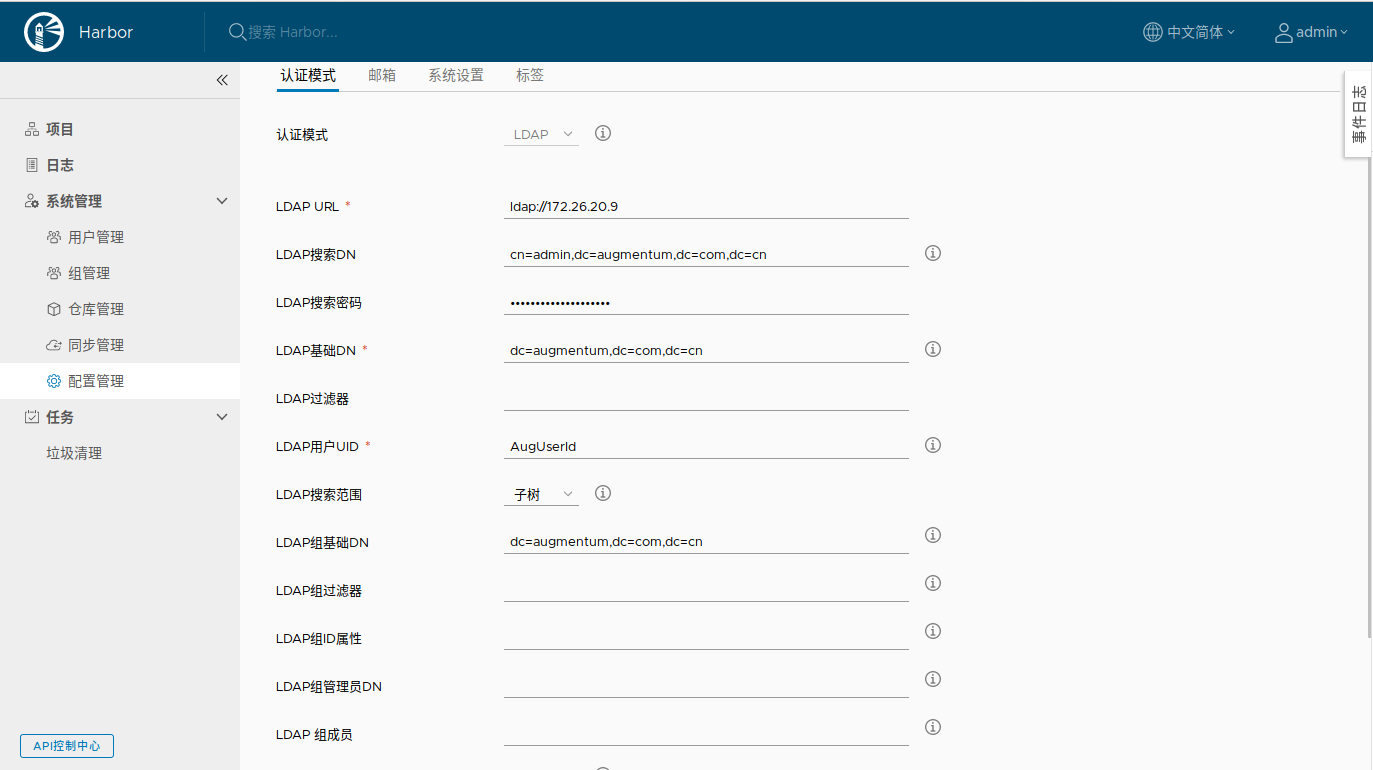 Harbor
搜索 Harbor...
中文简体
admin
认证模式 邮箱 系统设置 标签
事件日志
项目
日志
系统管理
用户管理
组管理
仓库管理
同步管理
配置管理
任务
垃圾清理
API控制中心
认证模式 LDAP
LDAP URL * ldap://172.26.20.9
LDAP搜索DN cn=admin,dc=augmentum,dc=com,dc=cn
LDAP搜索密码 ••••••••••••••••••••
LDAP基础DN * dc=augmentum,dc=com,dc=cn
LDAP过滤器
LDAP用户UID * AugUserId
LDAP搜索范围 子树
LDAP组基础DN dc=augmentum,dc=com,dc=cn
LDAP组过滤器
LDAP组ID属性
LDAP组管理员DN
LDAP 组成员